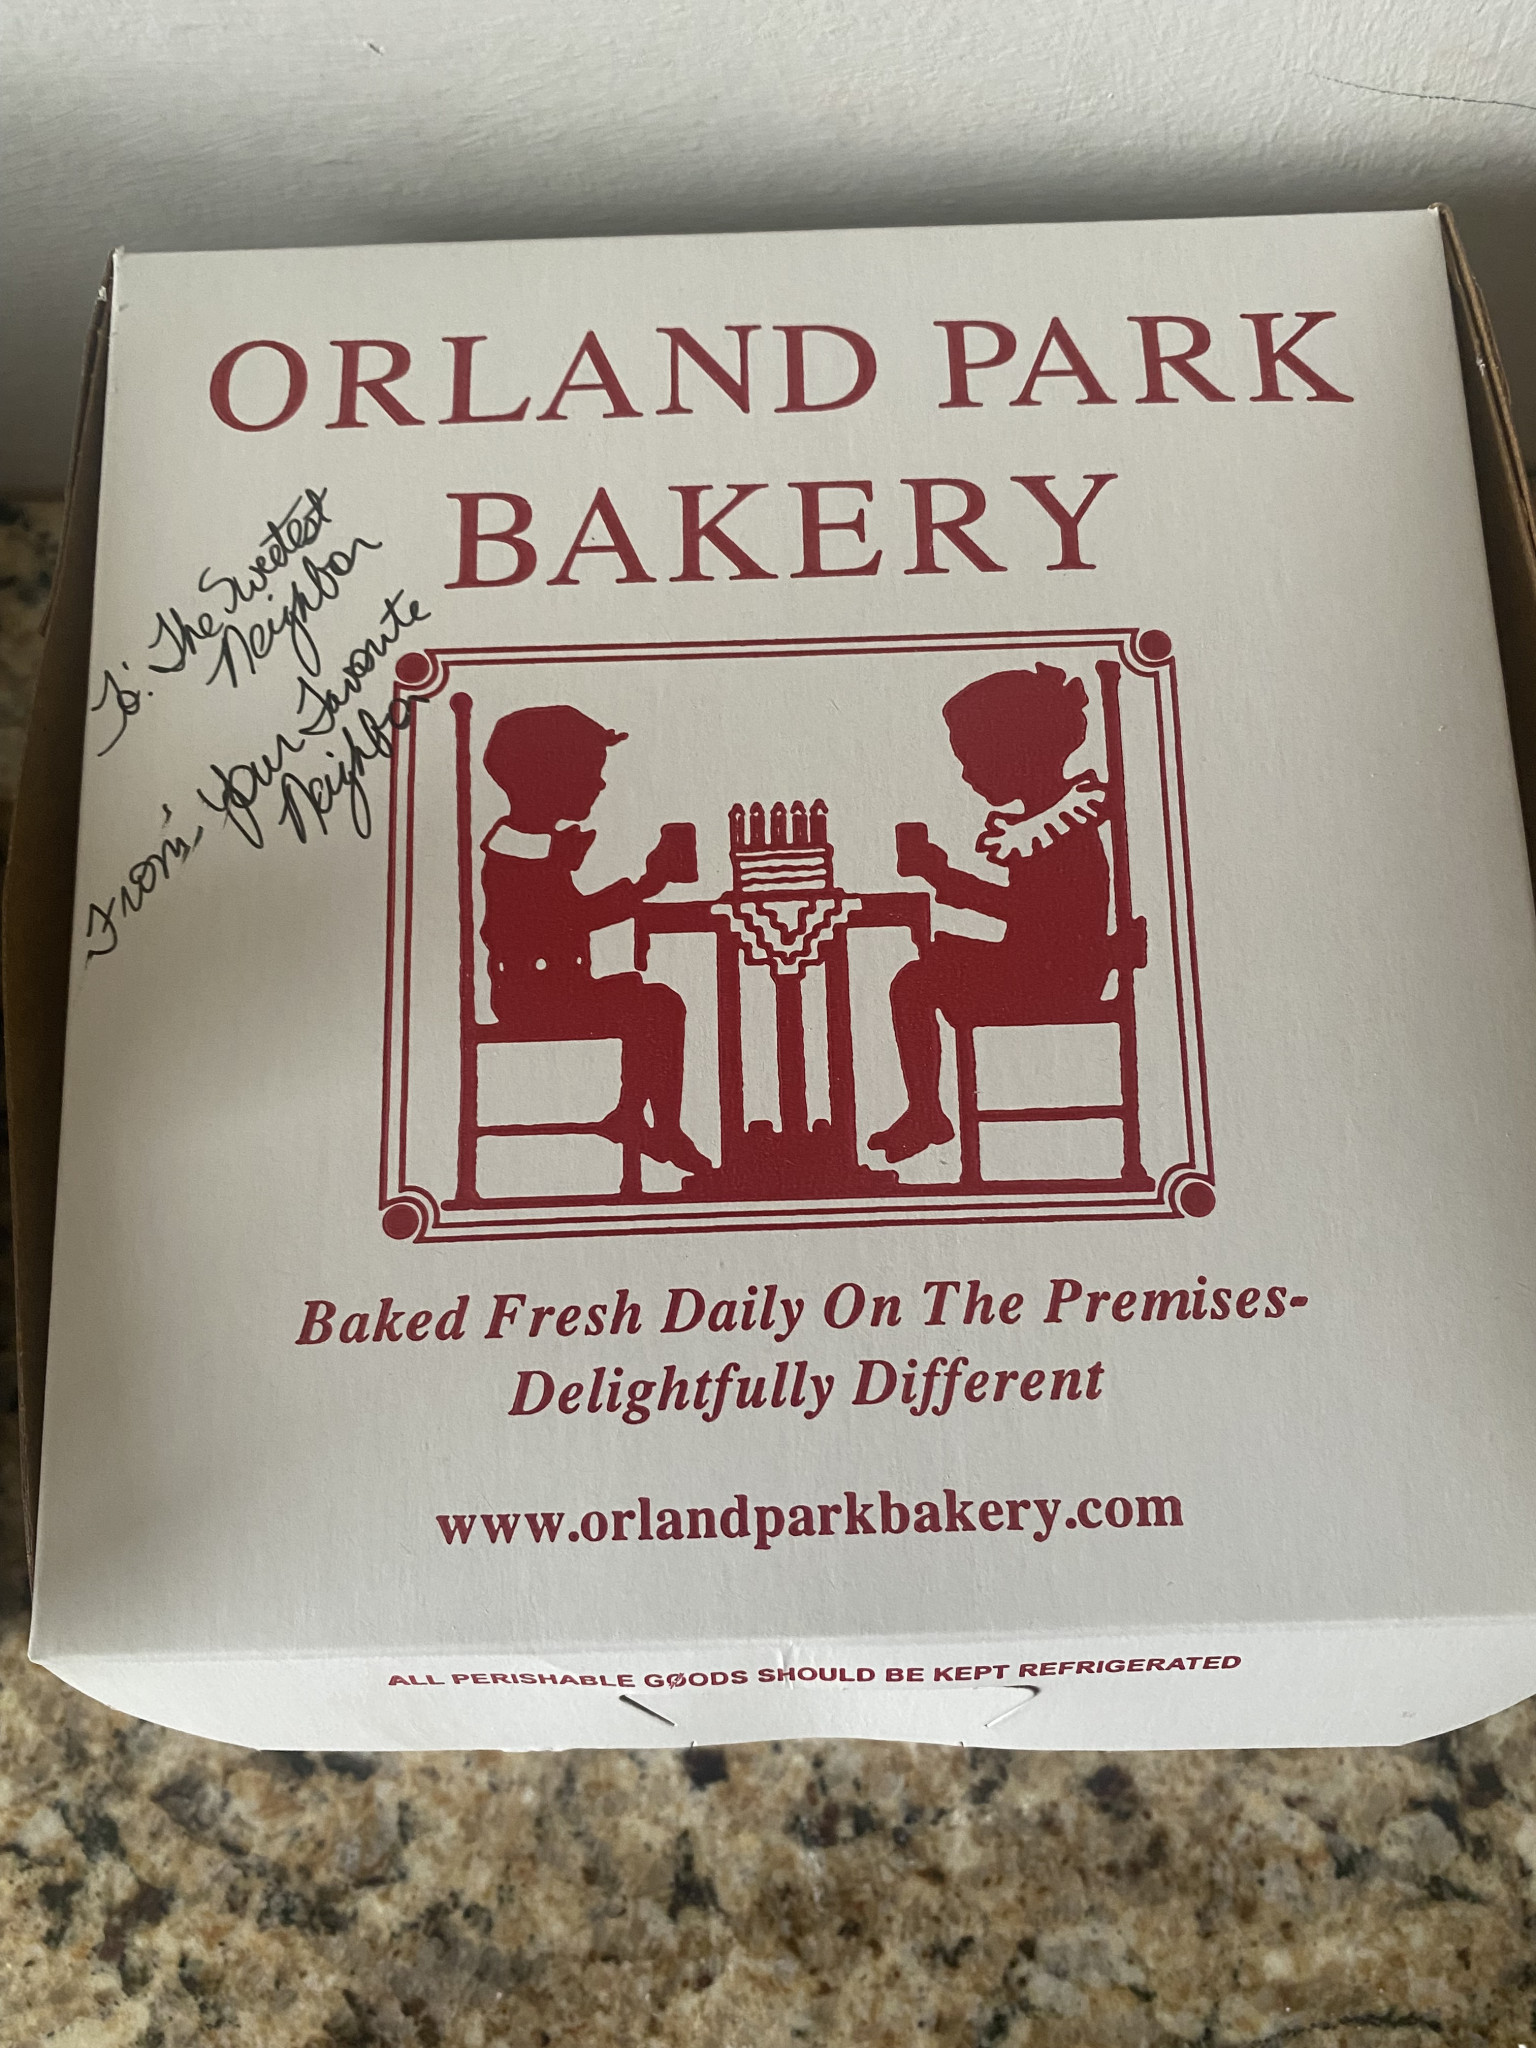 ORLAND PARK
BAKERY
To: The Sweetest
Neighbor
From: Your Favorite
Neighbor
Baked Fresh Daily On The Premises-
Delightfully Different
www.orlandparkbakery.com
ALL PERISHABLE GOODS SHOULD BE KEPT REFRIGERATED